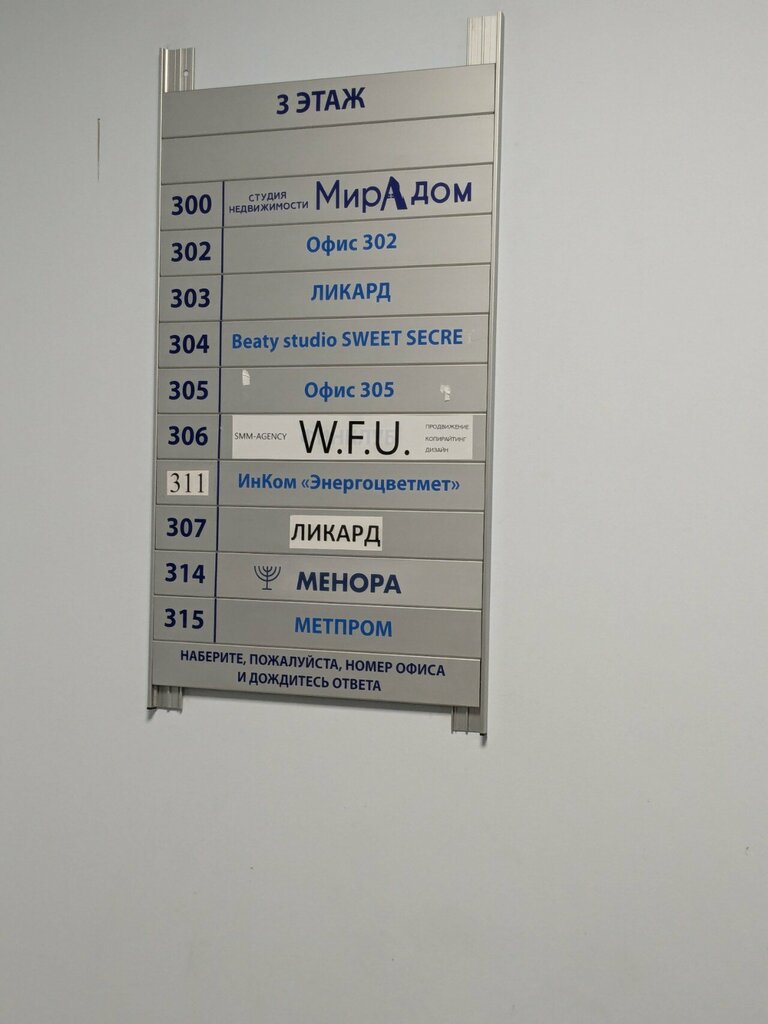 3 ЭТАЖ
300 СТУДИЯ НЕДВИЖИМОСТИ МирАдом
302 Офис 302
303 ЛИКАРД
304 Beaty studio SWEET SECRE
305 Офис 305
306 SMM-AGENCY W.F.U. ПРОДВИЖЕНИЕ КОПИРАЙТИНГ ДИЗАЙН
311 ИнКом «Энергоцветмет»
307 ЛИКАРД
314 МЕНОРА
315 МЕТПРОМ
НАБЕРИТЕ, ПОЖАЛУЙСТА, НОМЕР ОФИСА
И ДОЖДИТЕСЬ ОТВЕТА